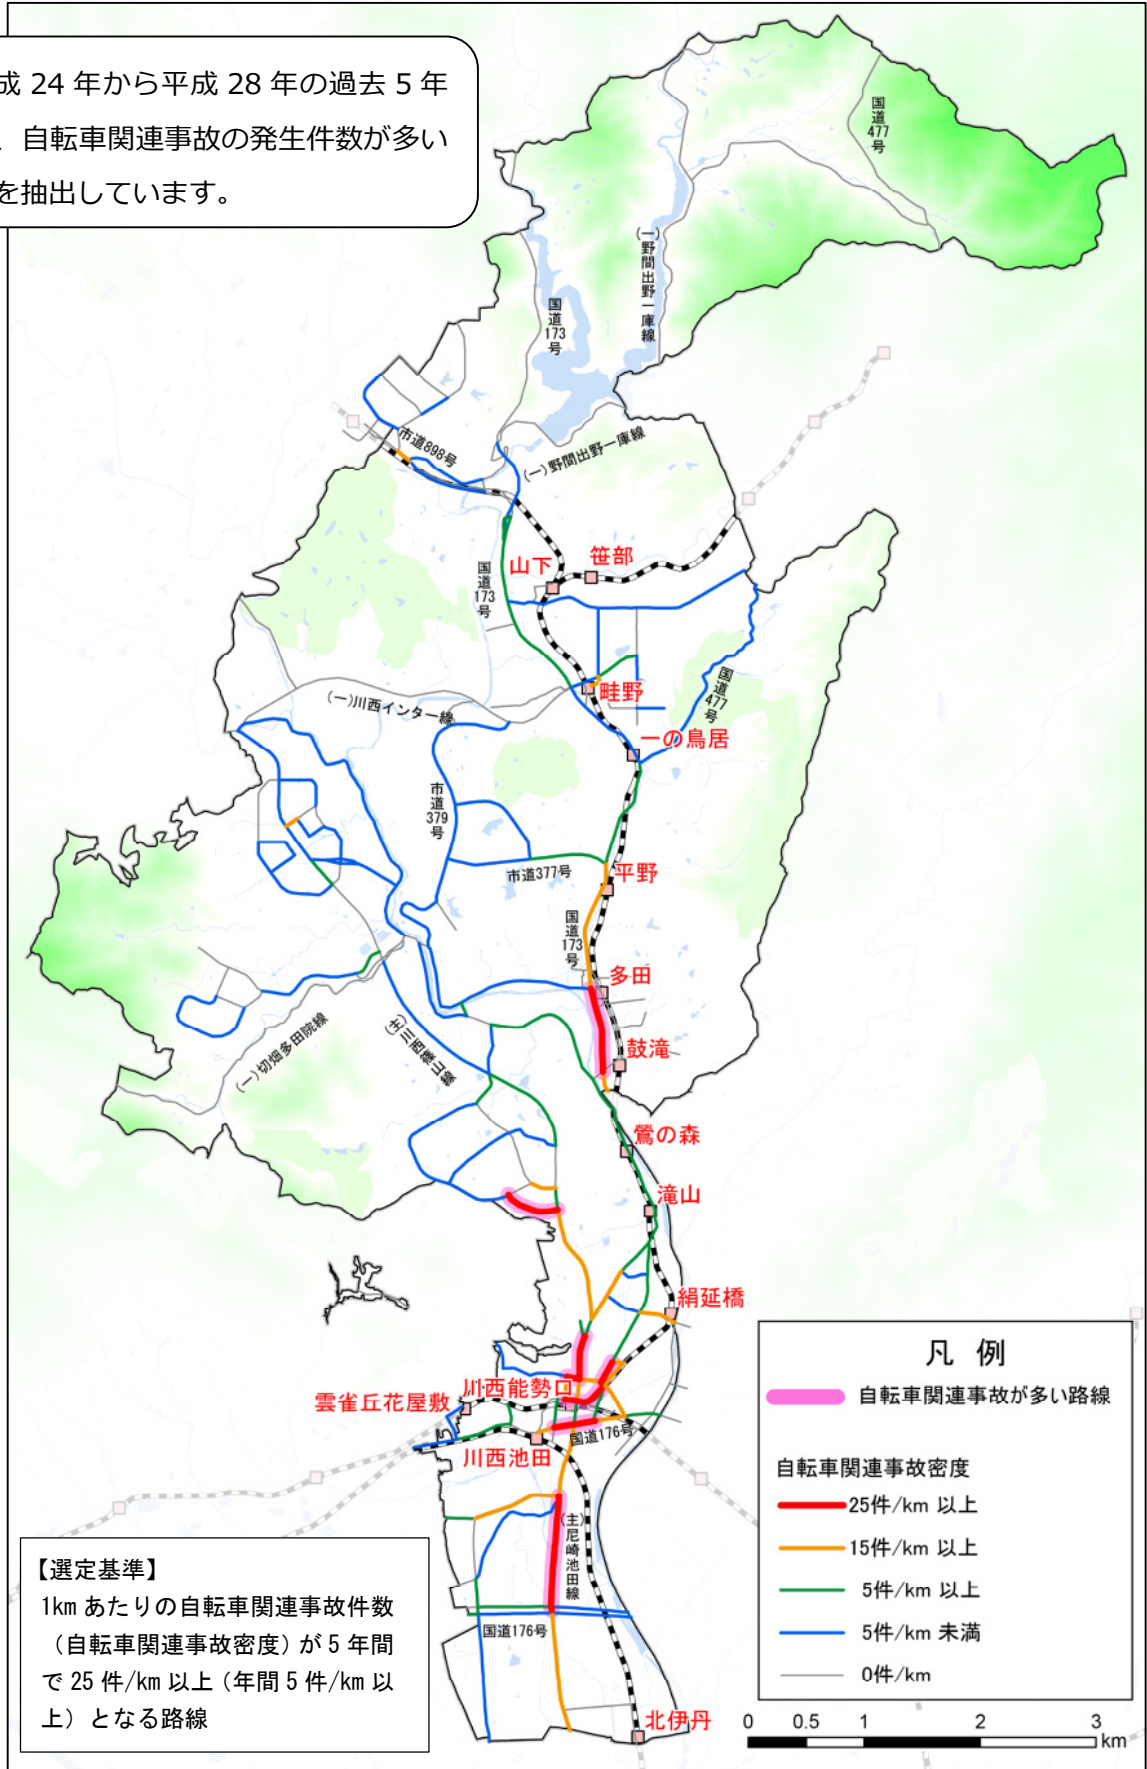 成 24 年から平成 28 年の過去 5 年
、自転車関連事故の発生件数が多い
を抽出しています。
国道477号
(一)野間出野一庫線
国道173号
市道898号
(一)野間出野一庫線
笹部
山下
国道173号
畦野
国道477号
(一)川西インター線
一の鳥居
市道379号
市道377号
平野
国道173号
多田
(主)川西篠山線
(一)切畑多田院線
鼓滝
鶯の森
滝山
絹延橋
川西能勢口
雲雀丘花屋敷
国道176号
川西池田
(主)尼崎池田線
国道176号
北伊丹
凡 例
自転車関連事故が多い路線
自転車関連事故密度
25件/km 以上
15件/km 以上
5件/km 以上
5件/km 未満
0件/km
0 0.5 1 2 3
km
【選定基準】
1km あたりの自転車関連事故件数
（自転車関連事故密度）が 5 年間
で 25 件/km 以上（年間 5 件/km 以
上）となる路線